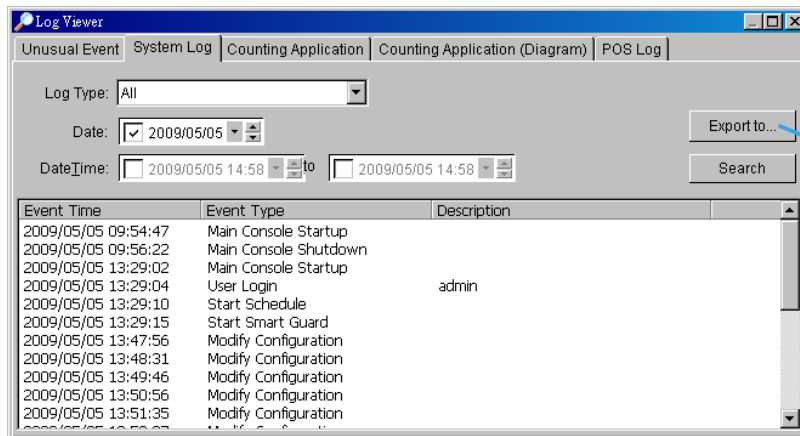 Log Viewer
Unusual Event System Log Counting Application Counting Application (Diagram) POS Log
Log Type: All
Date: 2009/05/05
Export to...
DateTime: 2009/05/05 14:58 to 2009/05/05 14:58
Search
Event Time Event Type Description
2009/05/05 09:54:47 Main Console Startup
2009/05/05 09:56:22 Main Console Shutdown
2009/05/05 13:29:02 Main Console Startup
2009/05/05 13:29:04 User Login admin
2009/05/05 13:29:10 Start Schedule
2009/05/05 13:29:15 Start Smart Guard
2009/05/05 13:47:56 Modify Configuration
2009/05/05 13:48:31 Modify Configuration
2009/05/05 13:49:46 Modify Configuration
2009/05/05 13:50:56 Modify Configuration
2009/05/05 13:51:35 Modify Configuration